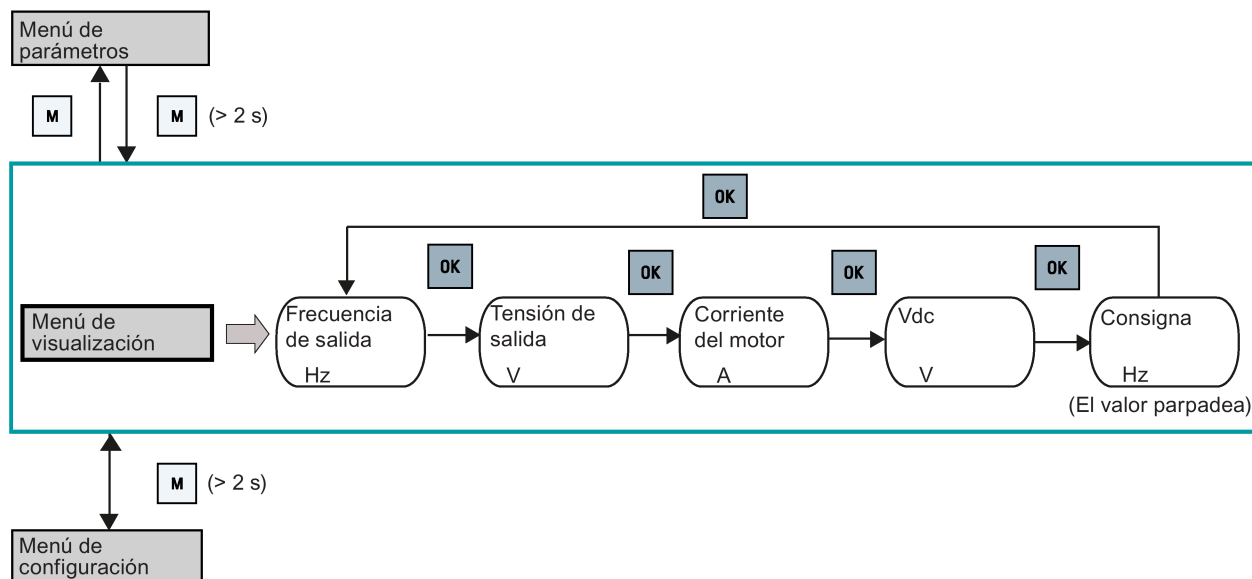 Menú de
parámetros
M
M (> 2 s)
OK
OK
OK
OK
OK
Menú de
visualización
Frecuencia
de salida
Hz
Tensión de
salida
V
Corriente
del motor
A
Vdc
V
Consigna
Hz
(El valor parpadea)
M (> 2 s)
Menú de
configuración